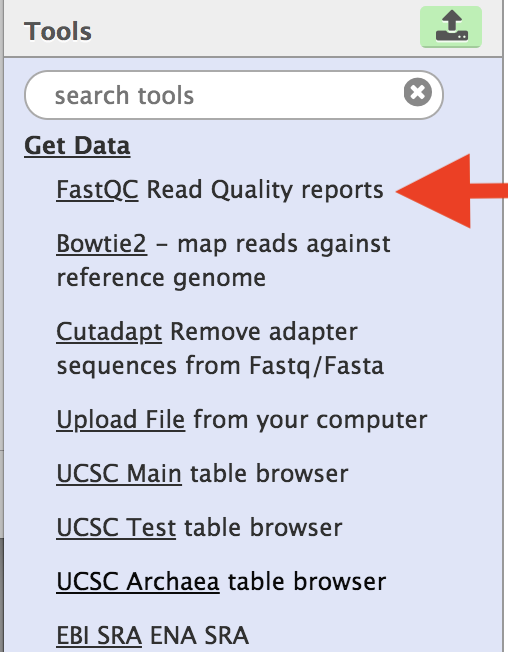 Tools
search tools
Get Data
FastQC Read Quality reports
Bowtie2 – map reads against
reference genome
Cutadapt Remove adapter
sequences from Fastq/Fasta
Upload File from your computer
UCSC Main table browser
UCSC Test table browser
UCSC Archaea table browser
EBI SRA ENA SRA